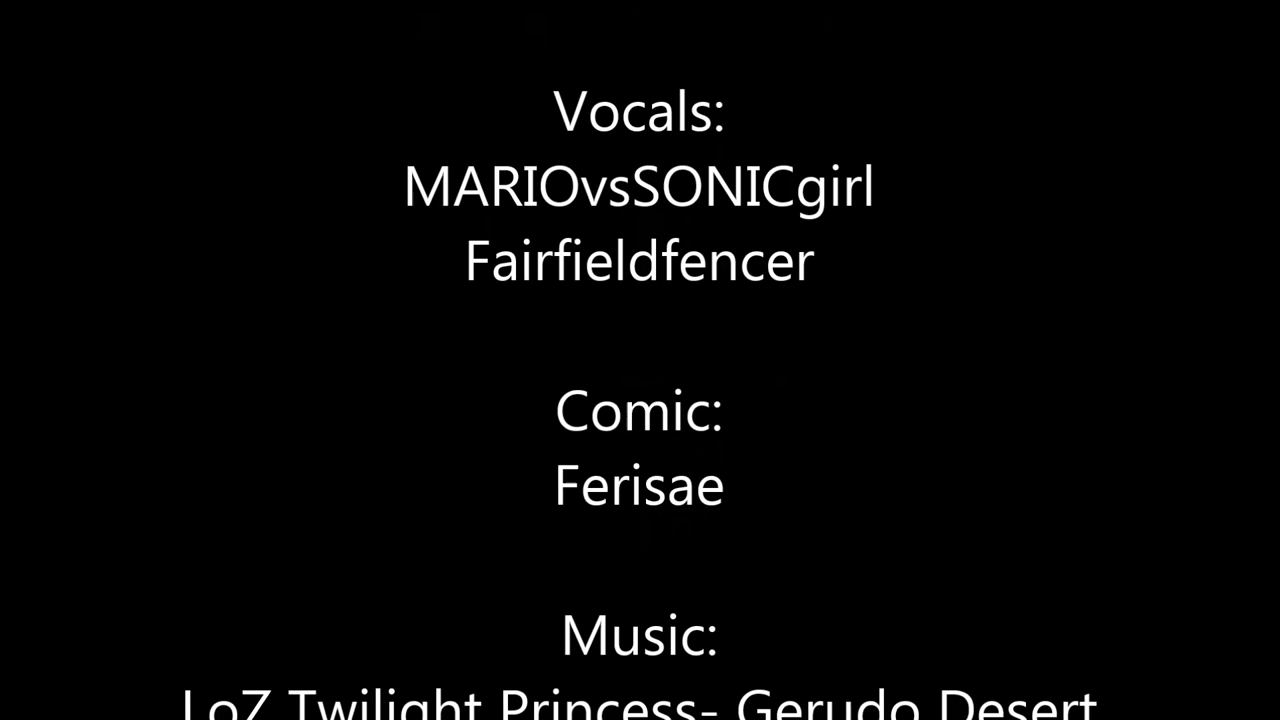 Vocals:
MARIOvsSONICgirl
Fairfieldfencer
Comic:
Ferisae
Music:
LoZ Twilight Princess- Gerudo Desert